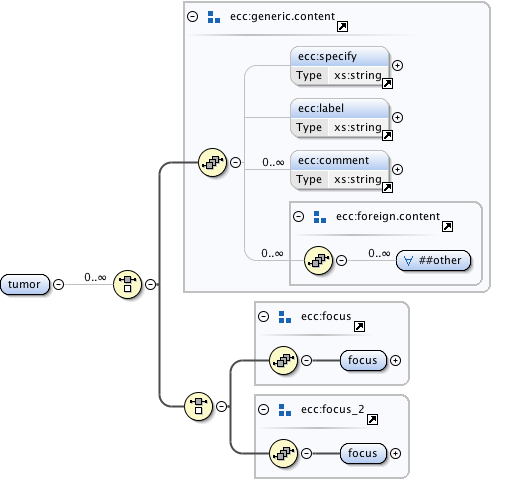 ecc:generic.content
ecc:specify
Type xs:string
ecc:label
Type xs:string
0..∞
ecc:comment
Type xs:string
ecc:foreign.content
0..∞
0..∞
∀ ##other
tumor
0..∞
ecc:focus
focus
ecc:focus_2
focus